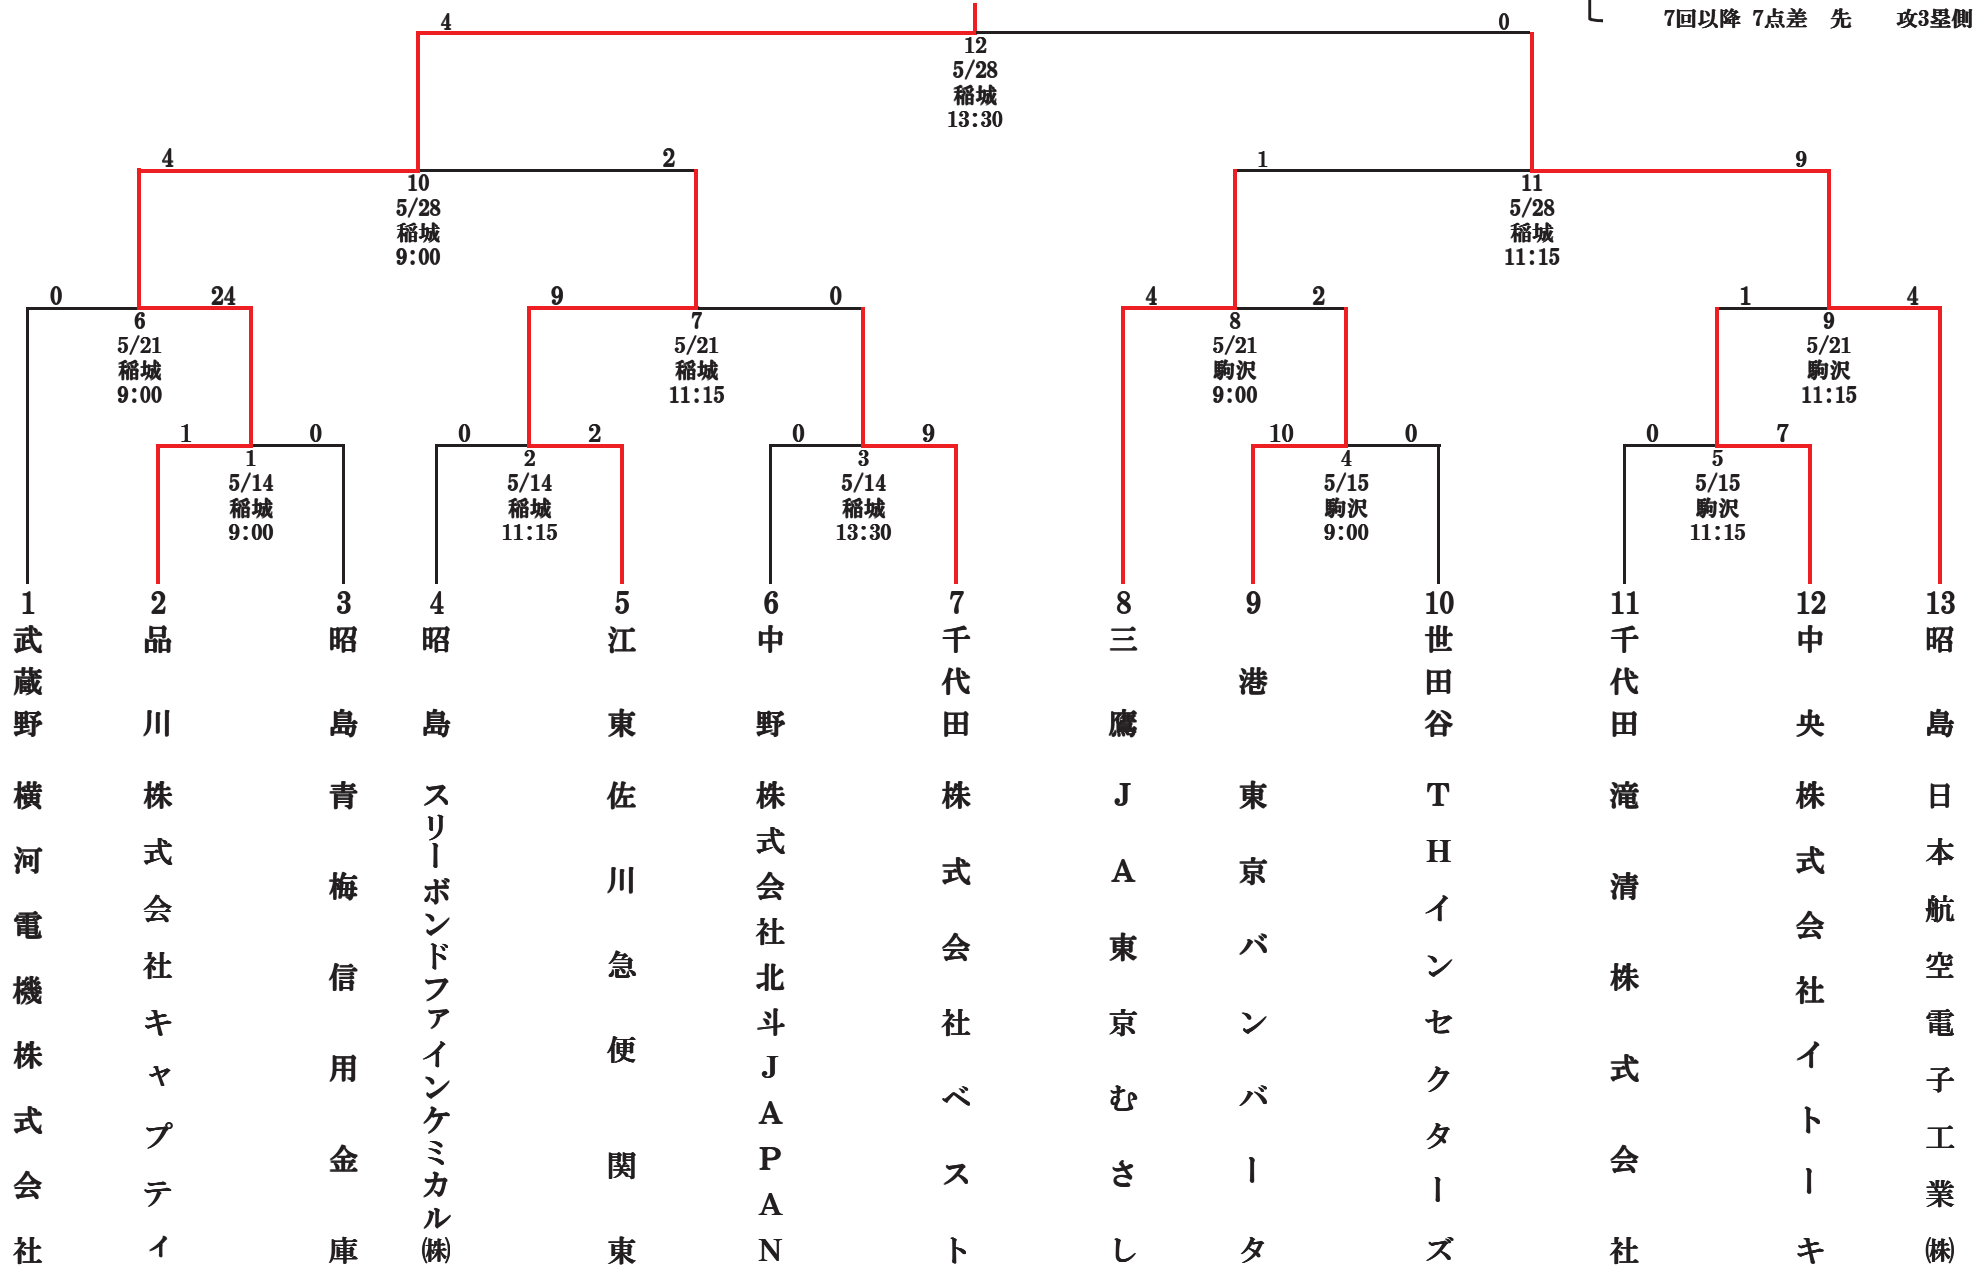 7回以降 7点差 先 攻3塁側
4 0
12
5/28
稲城
13:30
4 2
10
5/28
稲城
9:00
1 9
11
5/28
稲城
11:15
0 24
6
5/21
稲城
9:00
9 0
7
5/21
稲城
11:15
4 2
8
5/21
駒沢
9:00
1 4
9
5/21
駒沢
11:15
1 0
1
5/14
稲城
9:00
0 2
2
5/14
稲城
11:15
0 9
3
5/14
稲城
13:30
10 0
4
5/15
駒沢
9:00
0 7
5
5/15
駒沢
11:15
1 武蔵野 横河電機株式会社
2 品川 株式会社キャプティ
3 昭島 青梅信用金庫
4 昭島 スリーボンドファインケミカル㈱
5 江東 佐川急便関東
6 中野 株式会社北斗JAPAN
7 千代田 株式会社ベスト
8 三鷹 JA東京むさし
9 港 東京バンバータ
10 世田谷 THインセクターズ
11 千代田 滝清株式会社
12 中央 株式会社イトーキ
13 昭島 日本航空電子工業㈱